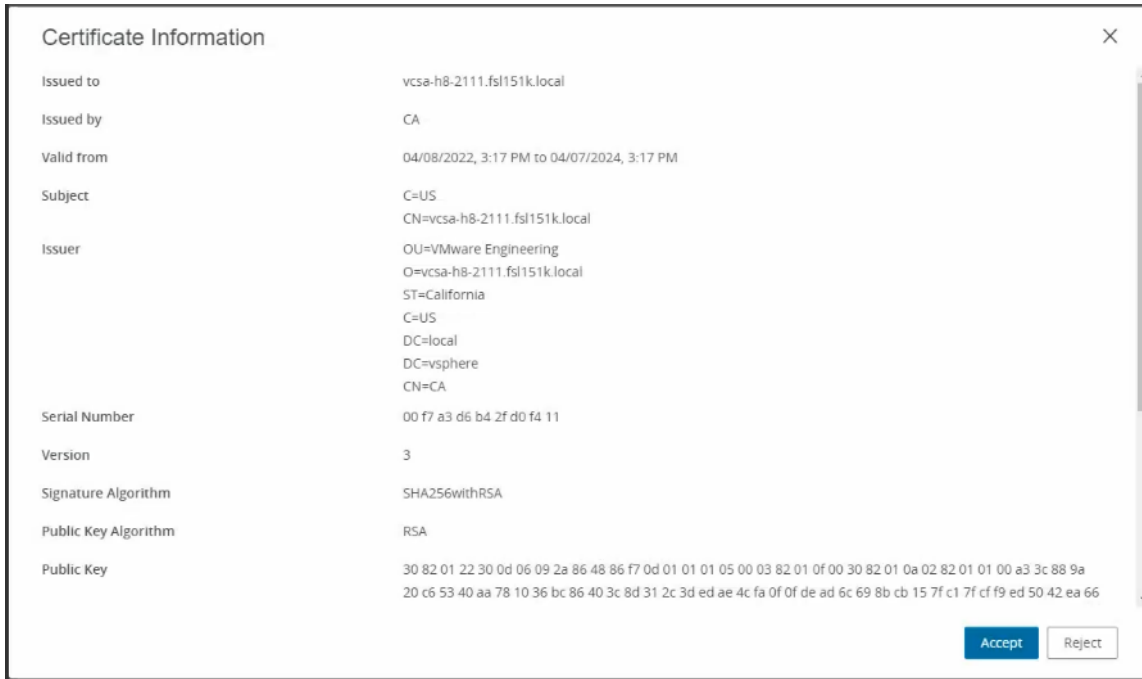 Certificate Information
Issued to vcsa-h8-2111.fsl151k.local
Issued by CA
Valid from 04/08/2022, 3:17 PM to 04/07/2024, 3:17 PM
Subject C=US
CN=vcsa-h8-2111.fsl151k.local
Issuer OU=VMware Engineering
O=vcsa-h8-2111.fsl151k.local
ST=California
C=US
DC=local
DC=vsphere
CN=CA
Serial Number 00 f7 a3 d6 b4 2f d0 f4 11
Version 3
Signature Algorithm SHA256withRSA
Public Key Algorithm RSA
Public Key 30 82 01 22 30 0d 06 09 2a 86 48 86 f7 0d 01 01 01 05 00 03 82 01 0f 00 30 82 01 0a 02 82 01 01 00 a3 3c 88 9a
20 c6 53 40 aa 78 10 36 bc 86 40 3c 8d 31 2c 3d ed ae 4c fa 0f 0f de ad 6c 69 8b cb 15 7f c1 7f cf f9 ed 50 42 ea 66
Accept Reject